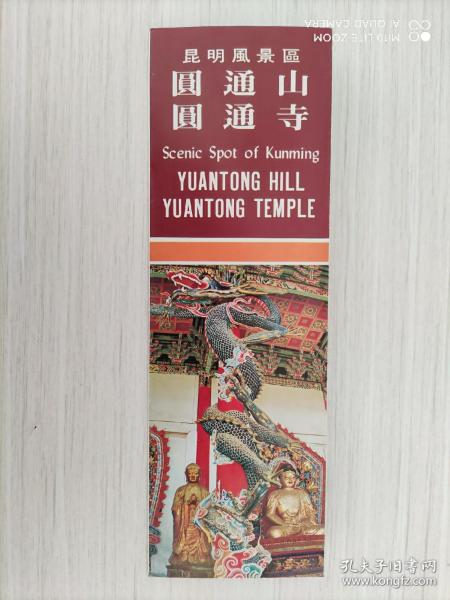 MI10 LITE ZOOM
AI QUAD CAMERA
昆明風景區
圓通山
圓通寺
Scenic Spot of Kunming
YUANTONG HILL
YUANTONG TEMPLE
孔夫子旧书网
www.kongfz.com